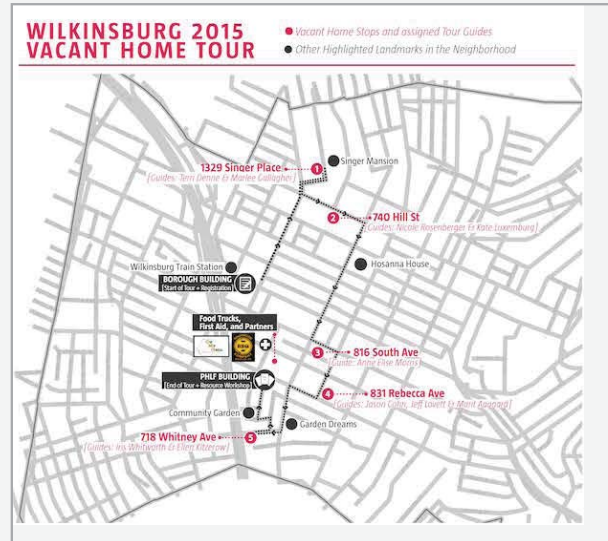 WILKINSBURG 2015
VACANT HOME TOUR
Vacant Home Stops and assigned Tour Guides
Other Highlighted Landmarks in the Neighborhood
Singer Mansion
1329 Singer Place
1
[Guides: Terri Denne & Marlee Gallagher]
2
740 Hill St
[Guides: Nicole Rosenberger & Kate Luxemburg]
Wilkinsburg Train Station
Hosanna House
BOROUGH BUILDING
[Start of Tour + Registration]
Food Trucks,
First Aid, and Partners
3
816 South Ave
[Guide: Anne Elise Morris]
PHLF BUILDING
[End of Tour + Resource Workshop]
4
831 Rebecca Ave
[Guides: Jason Cohn, Jeff Lovett & Marit Aagaard]
Community Garden
Garden Dreams
718 Whitney Ave
5
[Guides: Iris Whitworth & Ellen Kitzerow]